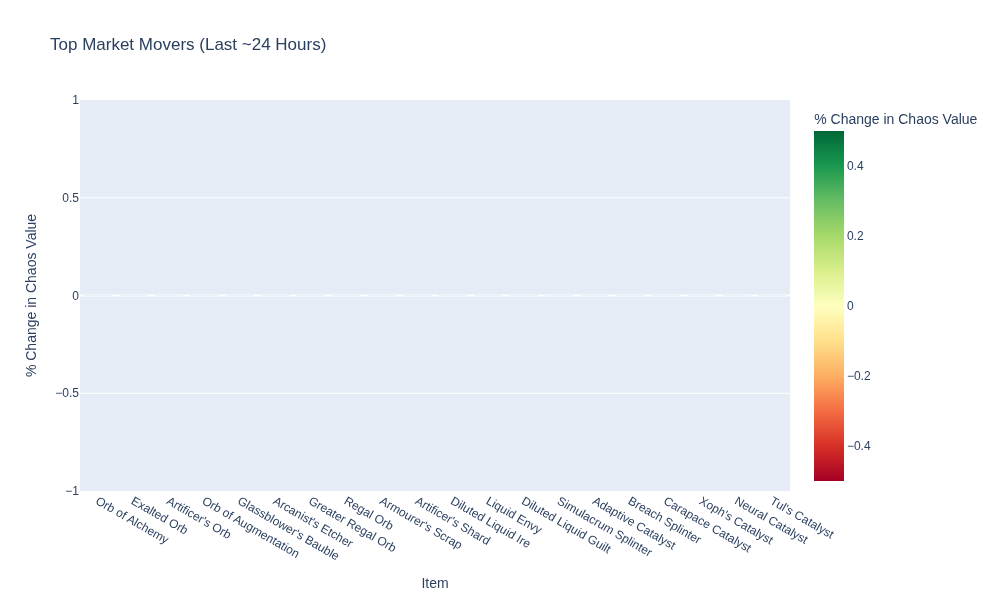 Top Market Movers (Last ~24 Hours)
% Change in Chaos Value
1
0.5
0
−0.5
−1
% Change in Chaos Value
0.4
0.2
0
−0.2
−0.4
Orb of Alchemy
Exalted Orb
Artificer's Orb
Orb of Augmentation
Glassblower's Bauble
Arcanist's Etcher
Greater Regal Orb
Regal Orb
Armourer's Scrap
Artificer's Shard
Diluted Liquid Ire
Liquid Envy
Diluted Liquid Guilt
Simulacrum Splinter
Adaptive Catalyst
Breach Splinter
Carapace Catalyst
Xoph's Catalyst
Neural Catalyst
Tul's Catalyst
Item